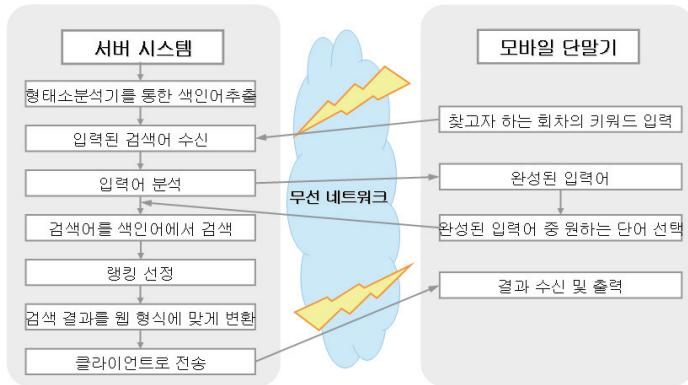 서버 시스템
형태소분석기를 통한 색인어추출
입력된 검색어 수신
입력어 분석
검색어를 색인어에서 검색
랭킹 선정
검색 결과를 웹 형식에 맞게 변환
클라이언트로 전송
무선 네트워크
모바일 단말기
찾고자 하는 회차의 키워드 입력
완성된 입력어
완성된 입력어 중 원하는 단어 선택
결과 수신 및 출력